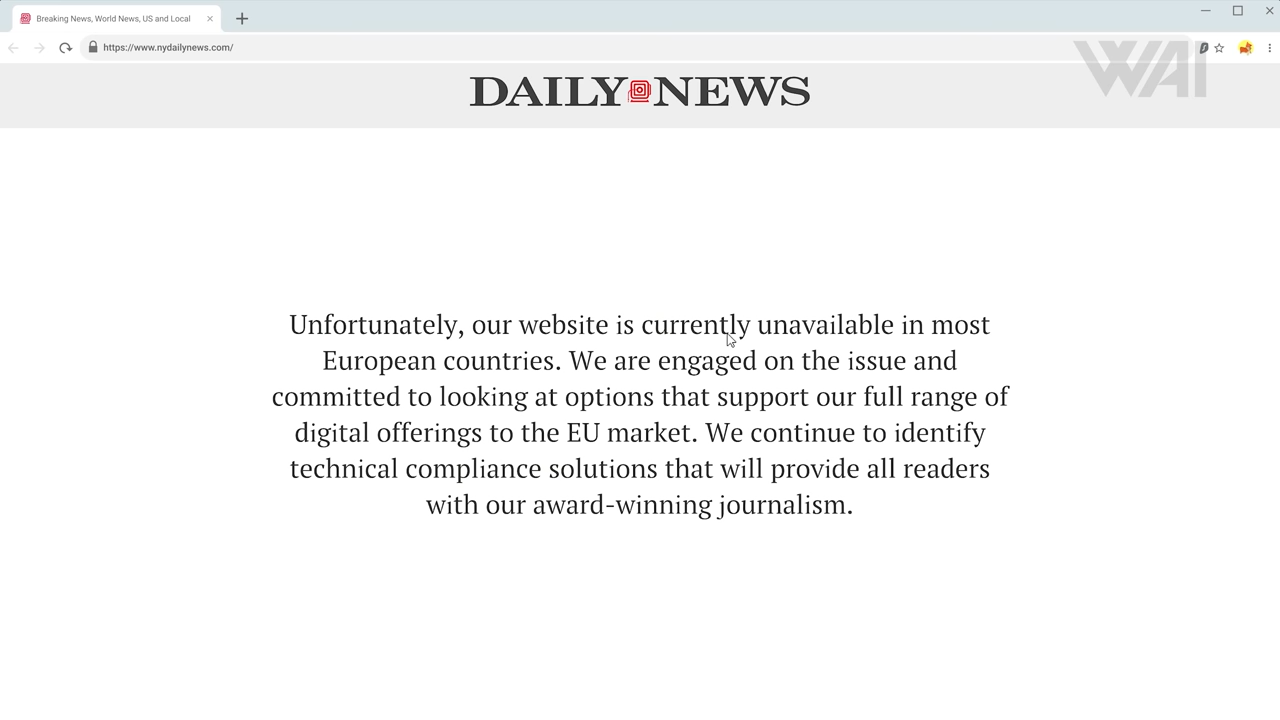 Breaking News, World News, US and Local
https://www.nydailynews.com/
WAI
DAILY NEWS
Unfortunately, our website is currently unavailable in most
European countries. We are engaged on the issue and
committed to looking at options that support our full range of
digital offerings to the EU market. We continue to identify
technical compliance solutions that will provide all readers
with our award-winning journalism.